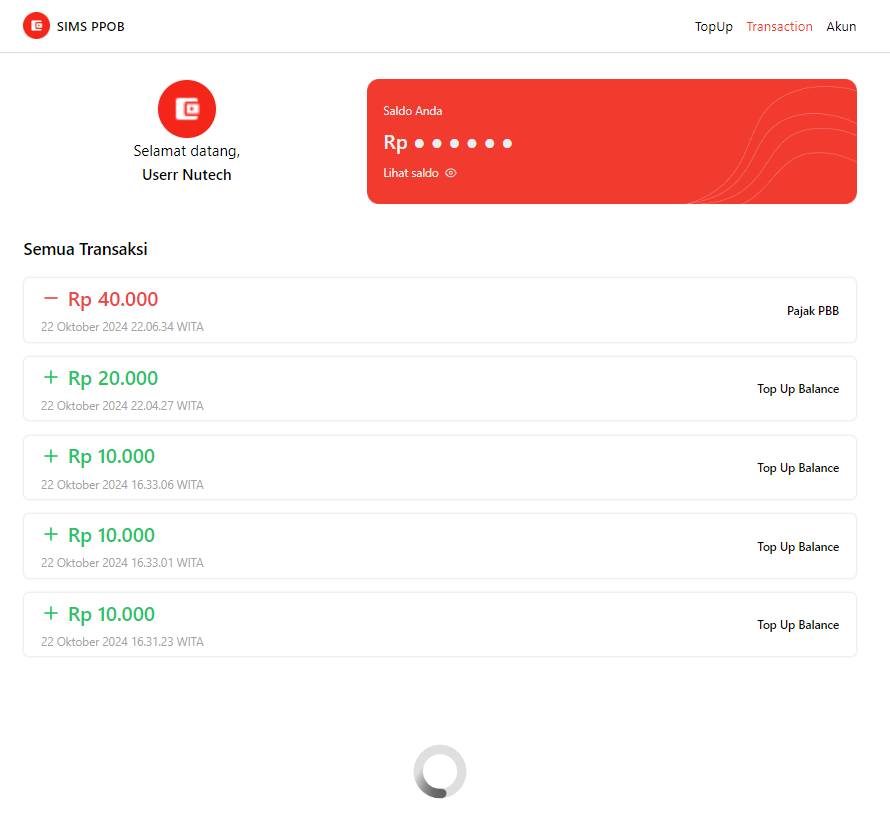 SIMS PPOB
TopUp Transaction Akun
Selamat datang,
Userr Nutech
Saldo Anda
Rp ● ● ● ● ● ●
Lihat saldo
Semua Transaksi
− Rp 40.000
22 Oktober 2024 22.06.34 WITA
Pajak PBB
+ Rp 20.000
22 Oktober 2024 22.04.27 WITA
Top Up Balance
+ Rp 10.000
22 Oktober 2024 16.33.06 WITA
Top Up Balance
+ Rp 10.000
22 Oktober 2024 16.33.01 WITA
Top Up Balance
+ Rp 10.000
22 Oktober 2024 16.31.23 WITA
Top Up Balance